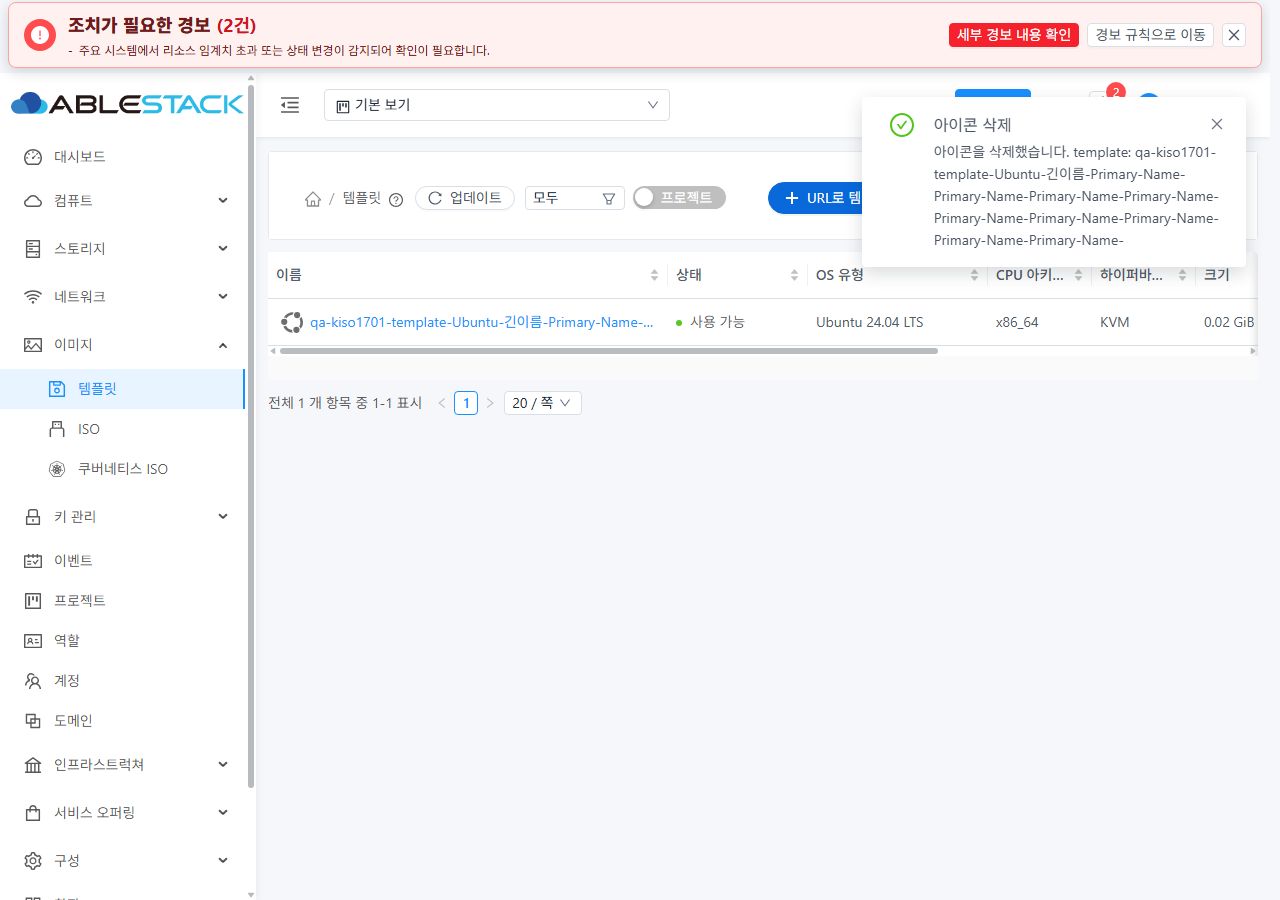 조치가 필요한 경보 (2건)
- 주요 시스템에서 리소스 임계치 초과 또는 상태 변경이 감지되어 확인이 필요합니다.
세부 경보 내용 확인
경보 규칙으로 이동
ABLESTACK
기본 보기
2
아이콘 삭제
아이콘을 삭제했습니다. template: qa-kiso1701-
template-Ubuntu-긴이름-Primary-Name-
Primary-Name-Primary-Name-Primary-Name-
Primary-Name-Primary-Name-Primary-Name-
Primary-Name-Primary-Name-
대시보드
컴퓨트
스토리지
네트워크
이미지
템플릿
ISO
쿠버네티스 ISO
키 관리
이벤트
프로젝트
역할
계정
도메인
인프라스트럭쳐
서비스 오퍼링
구성
/ 템플릿
업데이트
모두
프로젝트
URL로 템
이름
상태
OS 유형
CPU 아키...
하이퍼바...
크기
qa-kiso1701-template-Ubuntu-긴이름-Primary-Name-...
사용 가능
Ubuntu 24.04 LTS
x86_64
KVM
0.02 GiB
전체 1 개 항목 중 1-1 표시
1
20 / 쪽